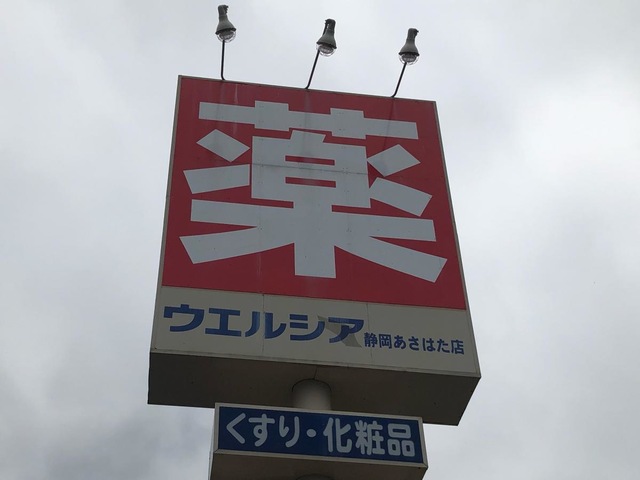 薬
ウエルシア 静岡あさはた店
くすり・化粧品